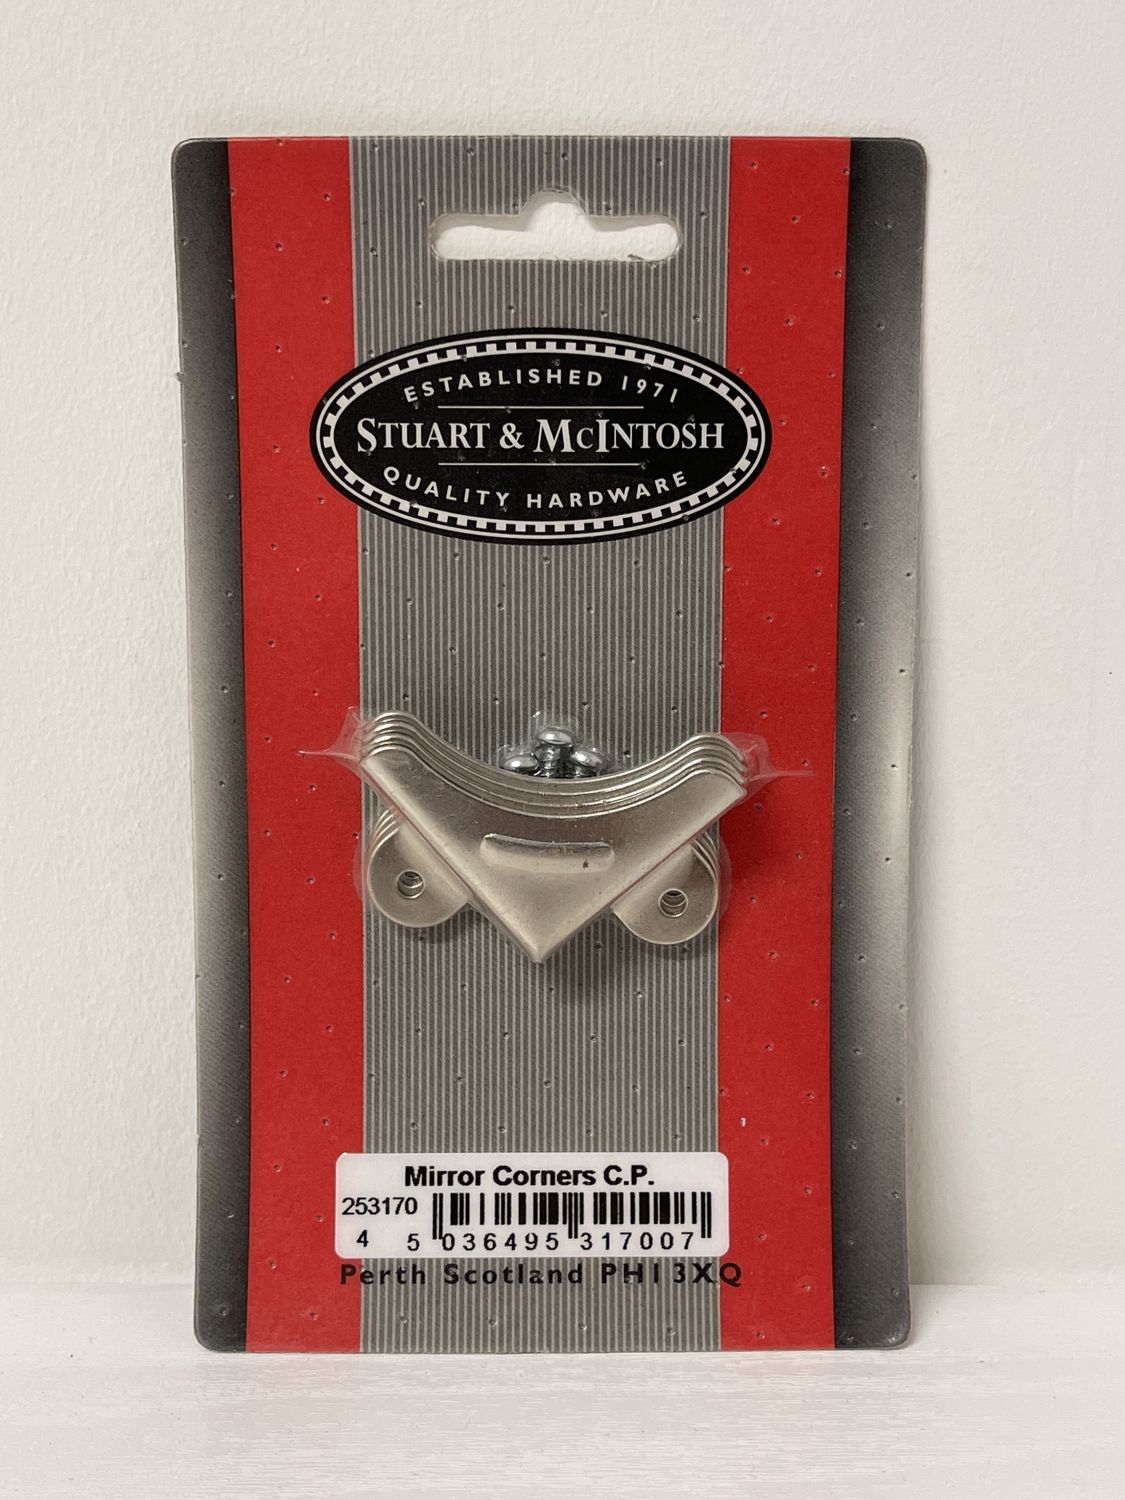 ESTABLISHED 1971
STUART & MCINTOSH
QUALITY HARDWARE
Mirror Corners C.P.
253170
4 5 036495 317007
Perth Scotland PH1 3XQ